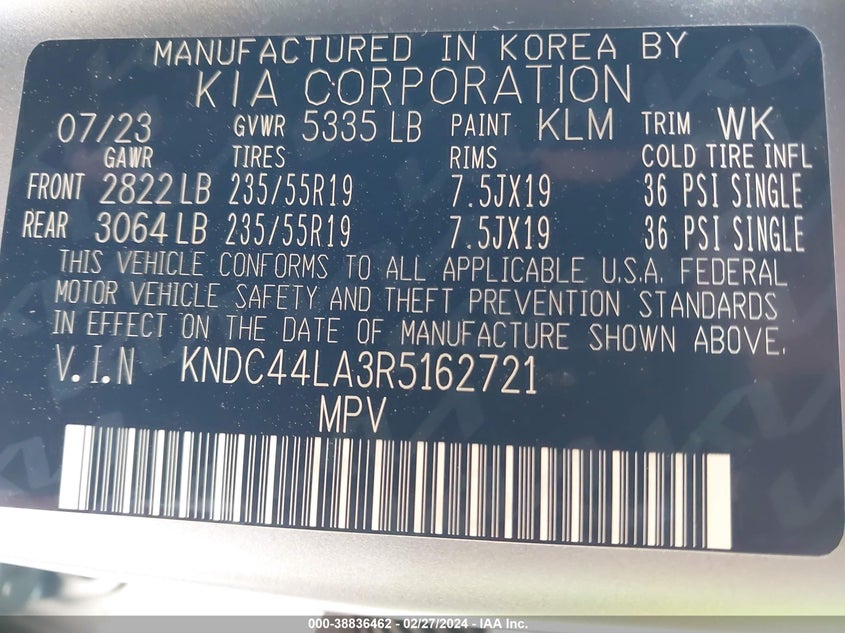 MANUFACTURED IN KOREA BY
KIA CORPORATION
07/23 GVWR 5335 LB PAINT KLM TRIM WK
GAWR TIRES RIMS COLD TIRE INFL
FRONT 2822 LB 235/55R19 7.5JX19 36 PSI SINGLE
REAR 3064 LB 235/55R19 7.5JX19 36 PSI SINGLE
THIS VEHICLE CONFORMS TO ALL APPLICABLE U.S.A. FEDERAL
MOTOR VEHICLE SAFETY AND THEFT PREVENTION STANDARDS
IN EFFECT ON THE DATE OF MANUFACTURE SHOWN ABOVE.
V.I.N KNDC44LA3R5162721
MPV
000-38836462 - 02/27/2024 - IAA Inc.